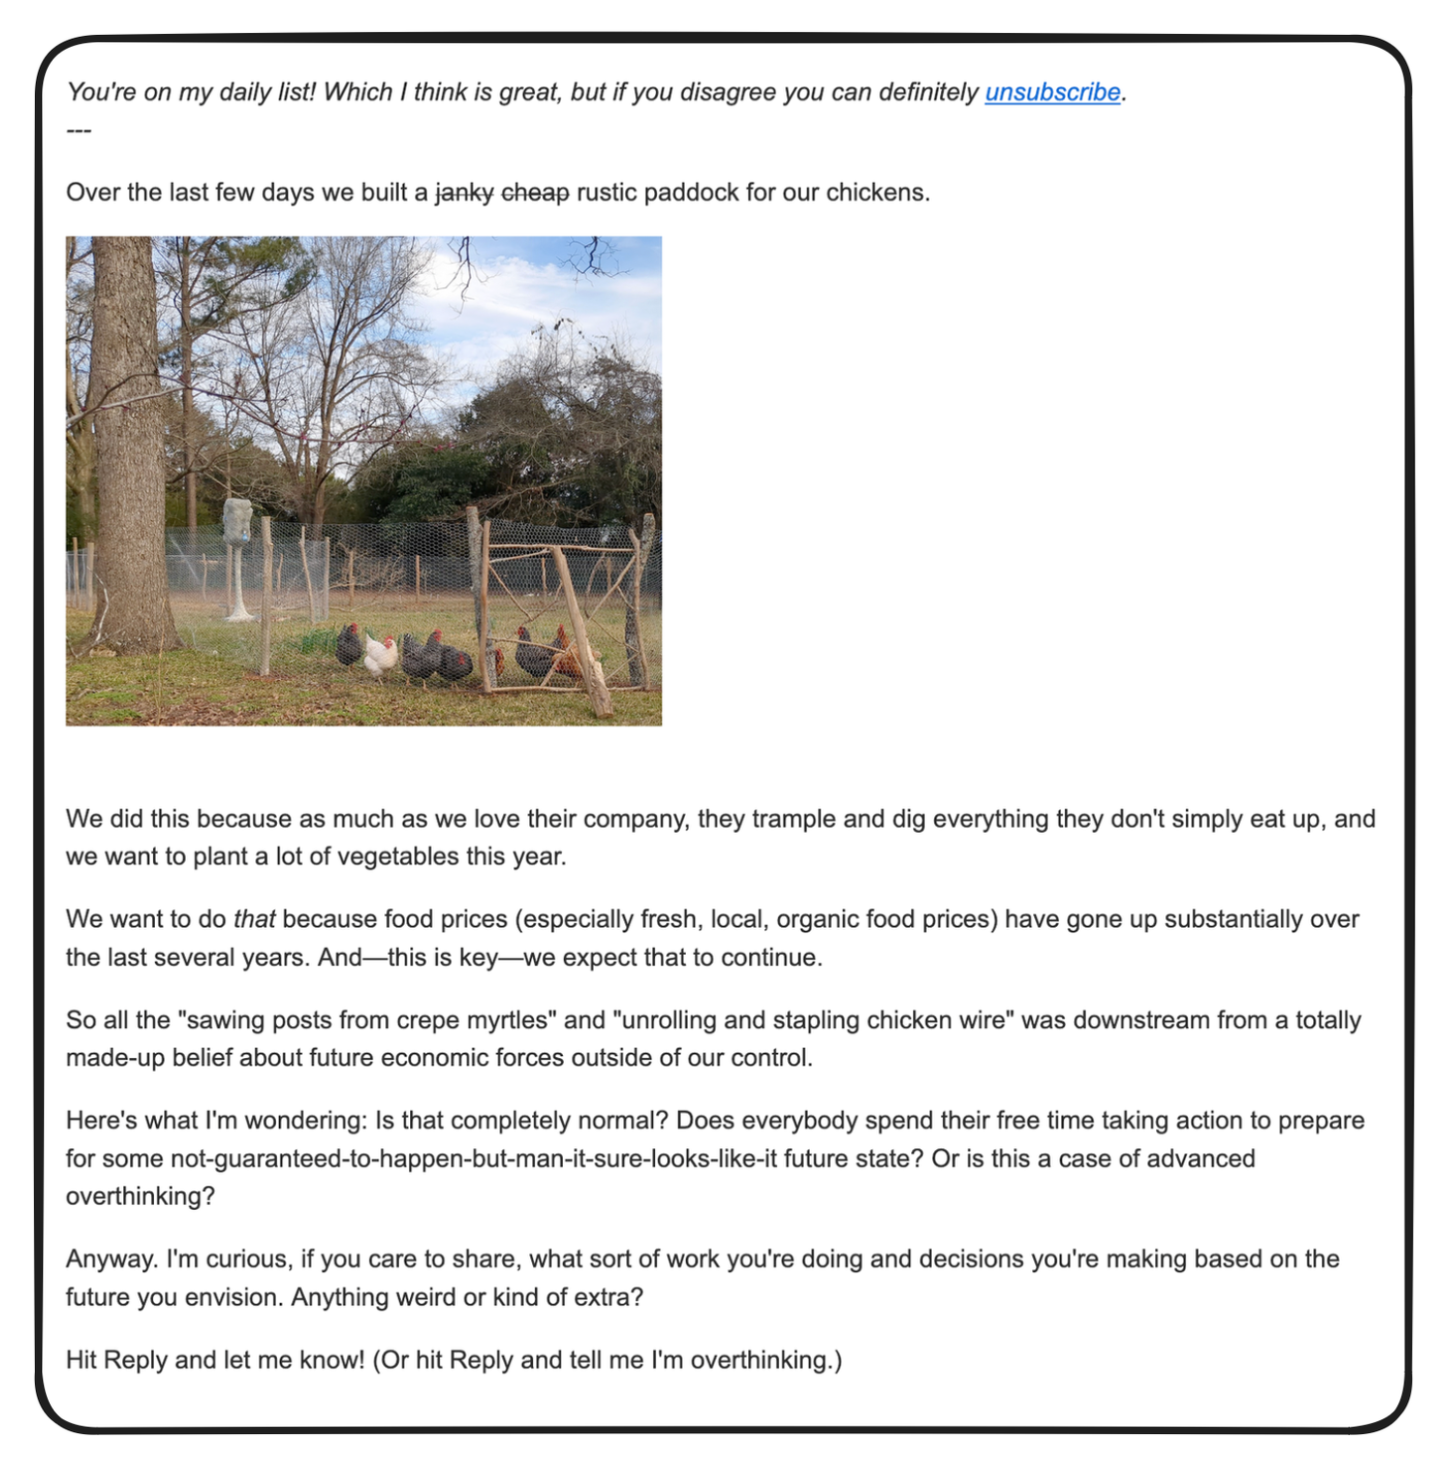 You're on my daily list! Which I think is great, but if you disagree you can definitely unsubscribe.
---
Over the last few days we built a janky cheap rustic paddock for our chickens.
We did this because as much as we love their company, they trample and dig everything they don't simply eat up, and
we want to plant a lot of vegetables this year.
We want to do that because food prices (especially fresh, local, organic food prices) have gone up substantially over
the last several years. And—this is key—we expect that to continue.
So all the "sawing posts from crepe myrtles" and "unrolling and stapling chicken wire" was downstream from a totally
made-up belief about future economic forces outside of our control.
Here's what I'm wondering: Is that completely normal? Does everybody spend their free time taking action to prepare
for some not-guaranteed-to-happen-but-man-it-sure-looks-like-it future state? Or is this a case of advanced
overthinking?
Anyway. I'm curious, if you care to share, what sort of work you're doing and decisions you're making based on the
future you envision. Anything weird or kind of extra?
Hit Reply and let me know! (Or hit Reply and tell me I'm overthinking.)